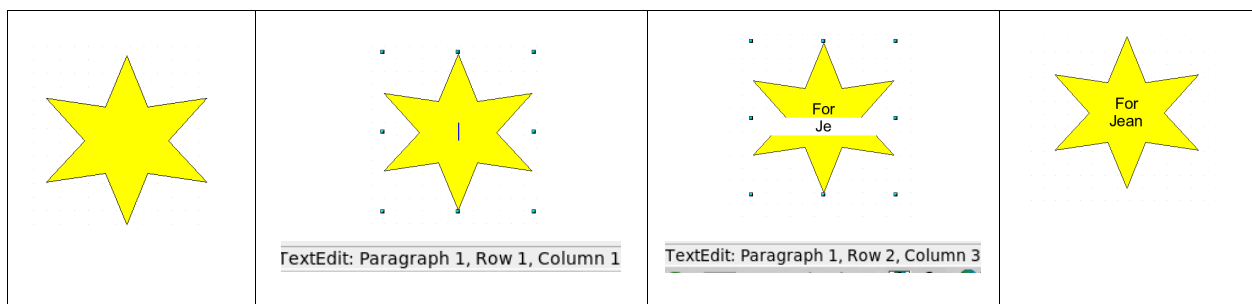 TextEdit: Paragraph 1, Row 1, Column 1
For
Je
TextEdit: Paragraph 1, Row 2, Column 3
For
Jean